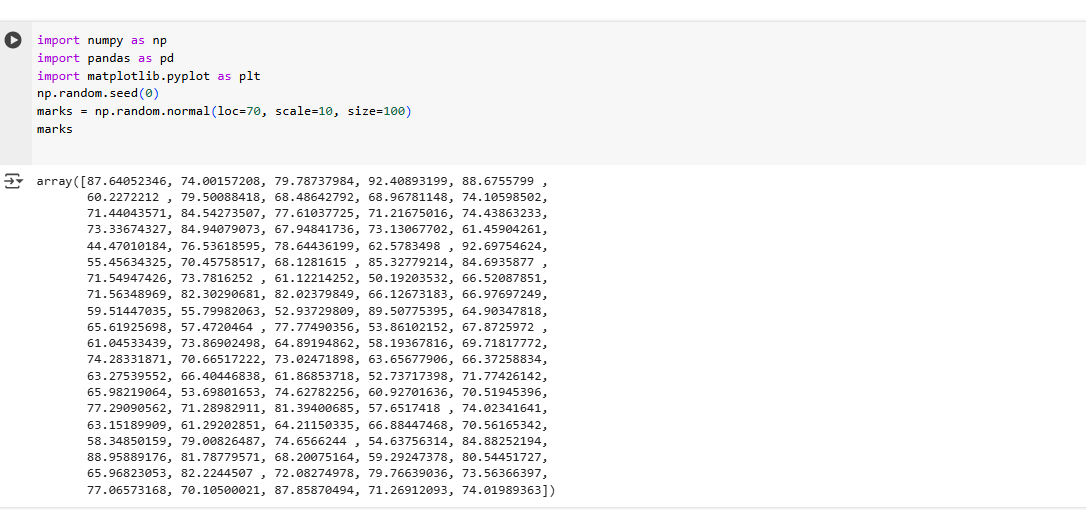 import numpy as np
import pandas as pd
import matplotlib.pyplot as plt
np.random.seed(0)
marks = np.random.normal(loc=70, scale=10, size=100)
marks
array([87.64052346, 74.00157208, 79.78737984, 92.40893199, 88.6755799 ,
60.2272212 , 79.50088418, 68.48642792, 68.96781148, 74.10598502,
71.44043571, 84.54273507, 77.61037725, 71.21675016, 74.43863233,
73.33674327, 84.94079073, 67.94841736, 73.13067702, 61.45904261,
44.47010184, 76.53618595, 78.64436199, 62.5783498 , 92.69754624,
55.45634325, 70.45758517, 68.1281615 , 85.32779214, 84.6935877 ,
71.54947426, 73.7816252 , 61.12214252, 50.19203532, 66.52087851,
71.56348969, 82.30290681, 82.02379849, 66.12673183, 66.97697249,
59.51447035, 55.79982063, 52.93729809, 89.50775395, 64.90347818,
65.61925698, 57.4720464 , 77.77490356, 53.86102152, 67.8725972 ,
61.04533439, 73.86902498, 64.89194862, 58.19367816, 69.71817772,
74.28331871, 70.66517222, 73.02471898, 63.65677906, 66.37258834,
63.27539552, 66.40446838, 61.86853718, 52.73717398, 71.77426142,
65.98219064, 53.69801653, 74.62782256, 60.92701636, 70.51945396,
77.29090562, 71.28982911, 81.39400685, 57.6517418 , 74.02341641,
63.15189909, 61.29202851, 64.21150335, 66.88447468, 70.56165342,
58.34850159, 79.00826487, 74.6566244 , 54.63756314, 84.88252194,
88.95889176, 81.78779571, 68.20075164, 59.29247378, 80.54451727,
65.96823053, 82.2244507 , 72.08274978, 79.76639036, 73.56366397,
77.06573168, 70.10500021, 87.85870494, 71.26912093, 74.01989363])